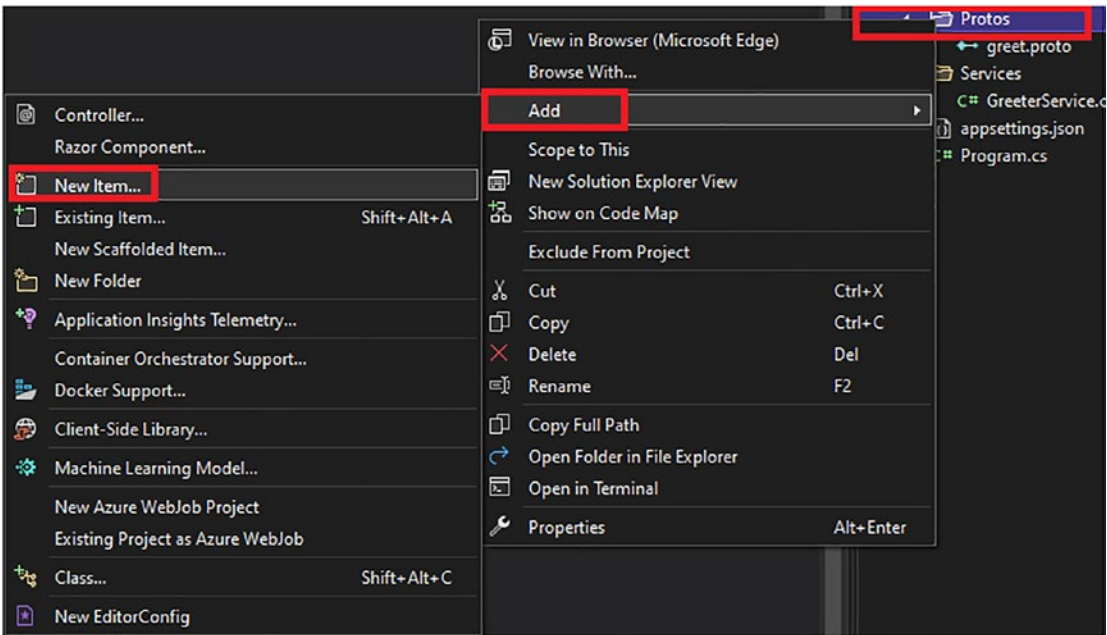 Protos
greet.proto
Services
C# GreeterService.c
appsettings.json
C# Program.cs
View in Browser (Microsoft Edge)
Browse With...
Add
Scope to This
New Solution Explorer View
Show on Code Map
Exclude From Project
Cut Ctrl+X
Copy Ctrl+C
Delete Del
Rename F2
Copy Full Path
Open Folder in File Explorer
Open in Terminal
Properties Alt+Enter
Controller...
Razor Component...
New Item...
Existing Item... Shift+Alt+A
New Scaffolded Item...
New Folder
Application Insights Telemetry...
Container Orchestrator Support...
Docker Support...
Client-Side Library...
Machine Learning Model...
New Azure WebJob Project
Existing Project as Azure WebJob
Class... Shift+Alt+C
New EditorConfig